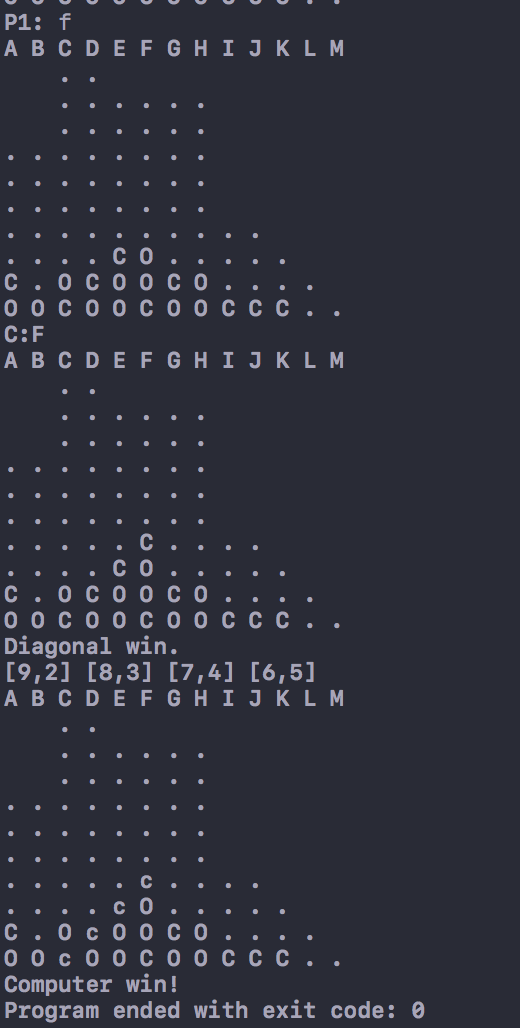 P1: f
A B C D E F G H I J K L M
    . .
    . . . . . .
    . . . . . .
. . . . . . . .
. . . . . . . .
. . . . . . . .
. . . . . . . . . .
. . . . C O . . . . .
C . O C O O C O . . . .
O O C O O C O O C C C . .
C:F
A B C D E F G H I J K L M
    . .
    . . . . . .
    . . . . . .
. . . . . . . .
. . . . . . . .
. . . . . . . .
. . . . . C . . . .
. . . . C O . . . . .
C . O C O O C O . . . .
O O C O O C O O C C C . .
Diagonal win.
[9,2] [8,3] [7,4] [6,5]
A B C D E F G H I J K L M
    . .
    . . . . . .
    . . . . . .
. . . . . . . .
. . . . . . . .
. . . . . . . .
. . . . . c . . . .
. . . . c O . . . . .
C . O c O O C O . . . .
O O c O O C O O C C C . .
Computer win!
Program ended with exit code: 0